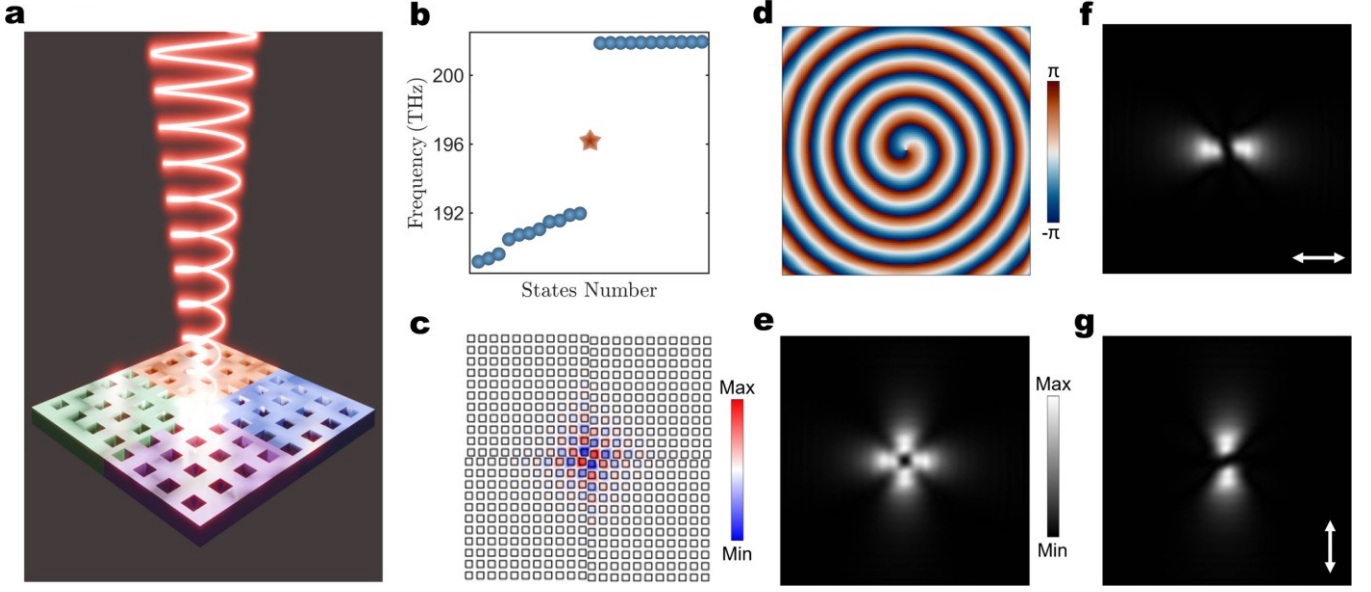 a
b
Frequency (THz)
200
196
192
States Number
c
Max
Min
d
π
-π
e
Max
Min
f
g